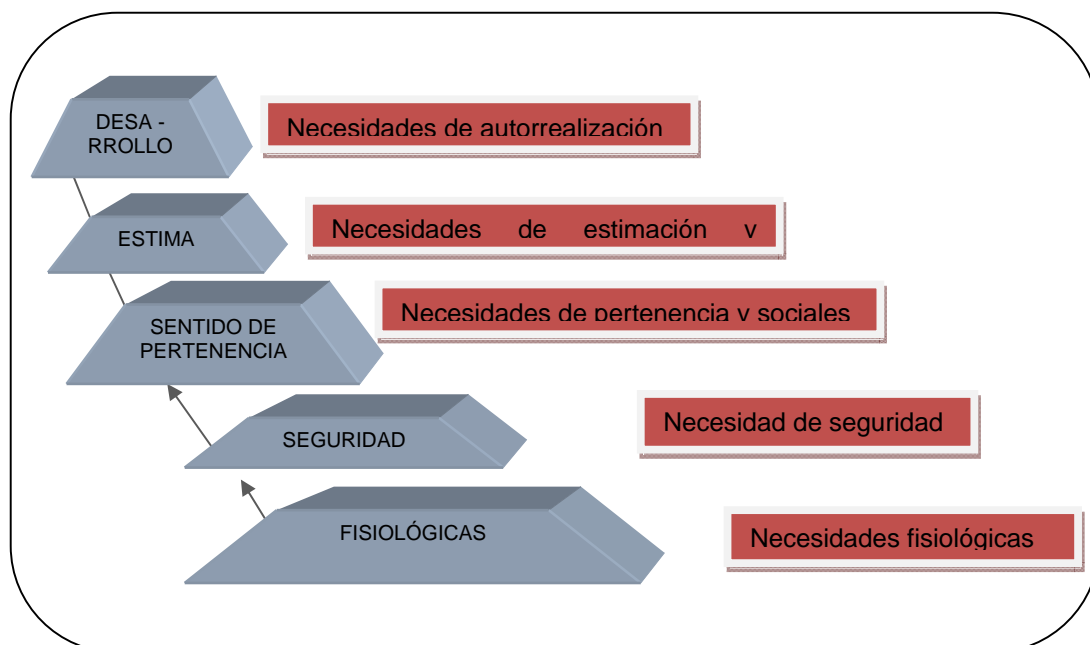 DESA -
RROLLO
Necesidades de autorrealización
ESTIMA
Necesidades de estimación y
SENTIDO DE
PERTENENCIA
Necesidades de pertenencia y sociales
SEGURIDAD
Necesidad de seguridad
FISIOLÓGICAS
Necesidades fisiológicas